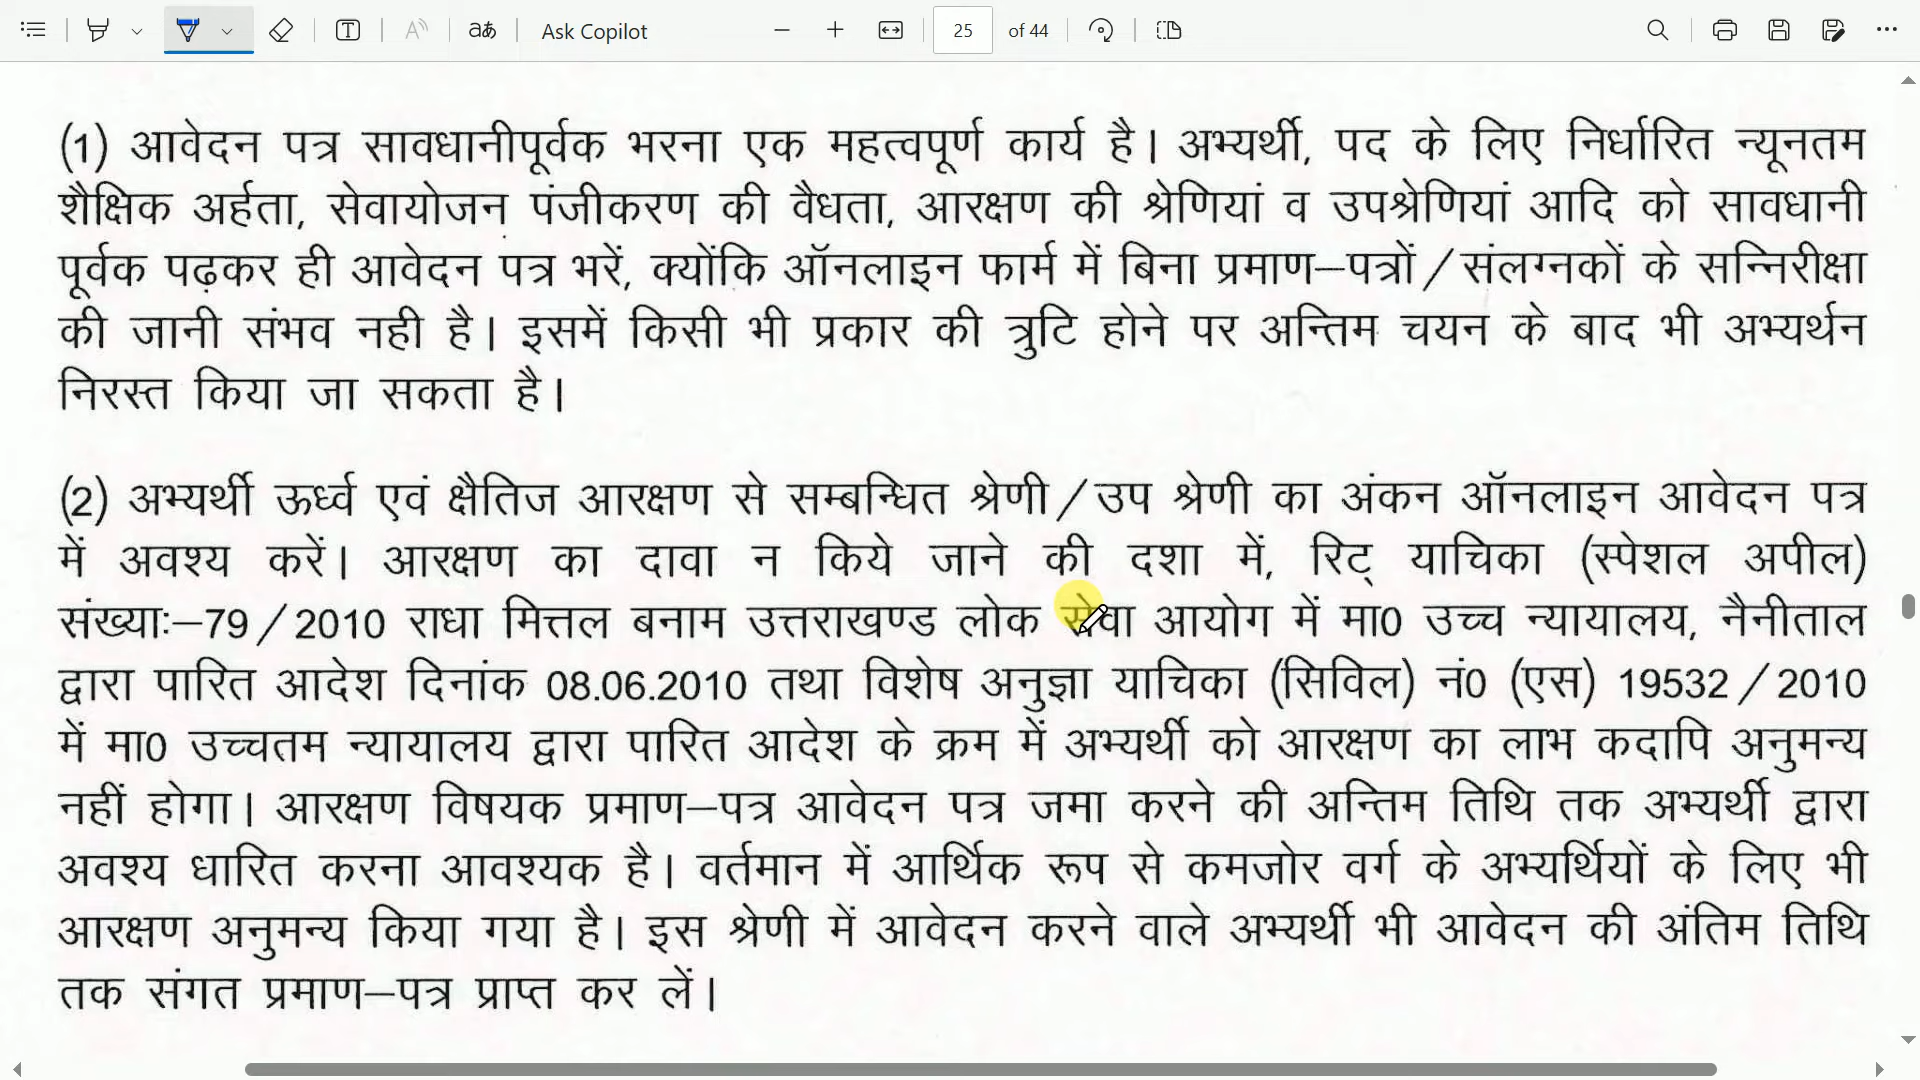 Ask Copilot 25 of 44
(1) आवेदन पत्र सावधानीपूर्वक भरना एक महत्वपूर्ण कार्य है। अभ्यर्थी, पद के लिए निर्धारित न्यूनतम
शैक्षिक अर्हता, सेवायोजन पंजीकरण की वैधता, आरक्षण की श्रेणियां व उपश्रेणियां आदि को सावधानी
पूर्वक पढ़कर ही आवेदन पत्र भरें, क्योंकि ऑनलाइन फार्म में बिना प्रमाण–पत्रों/संलग्नकों के सन्निरीक्षा
की जानी संभव नही है। इसमें किसी भी प्रकार की त्रुटि होने पर अन्तिम चयन के बाद भी अभ्यर्थन
निरस्त किया जा सकता है।
(2) अभ्यर्थी ऊर्ध्व एवं क्षैतिज आरक्षण से सम्बन्धित श्रेणी/उप श्रेणी का अंकन ऑनलाइन आवेदन पत्र
में अवश्य करें। आरक्षण का दावा न किये जाने की दशा में, रिट् याचिका (स्पेशल अपील)
संख्याः–79/2010 राधा मित्तल बनाम उत्तराखण्ड लोक सेवा आयोग में मा0 उच्च न्यायालय, नैनीताल
द्वारा पारित आदेश दिनांक 08.06.2010 तथा विशेष अनुज्ञा याचिका (सिविल) नं0 (एस) 19532/2010
में मा0 उच्चतम न्यायालय द्वारा पारित आदेश के क्रम में अभ्यर्थी को आरक्षण का लाभ कदापि अनुमन्य
नहीं होगा। आरक्षण विषयक प्रमाण–पत्र आवेदन पत्र जमा करने की अन्तिम तिथि तक अभ्यर्थी द्वारा
अवश्य धारित करना आवश्यक है। वर्तमान में आर्थिक रूप से कमजोर वर्ग के अभ्यर्थियों के लिए भी
आरक्षण अनुमन्य किया गया है। इस श्रेणी में आवेदन करने वाले अभ्यर्थी भी आवेदन की अंतिम तिथि
तक संगत प्रमाण–पत्र प्राप्त कर लें।